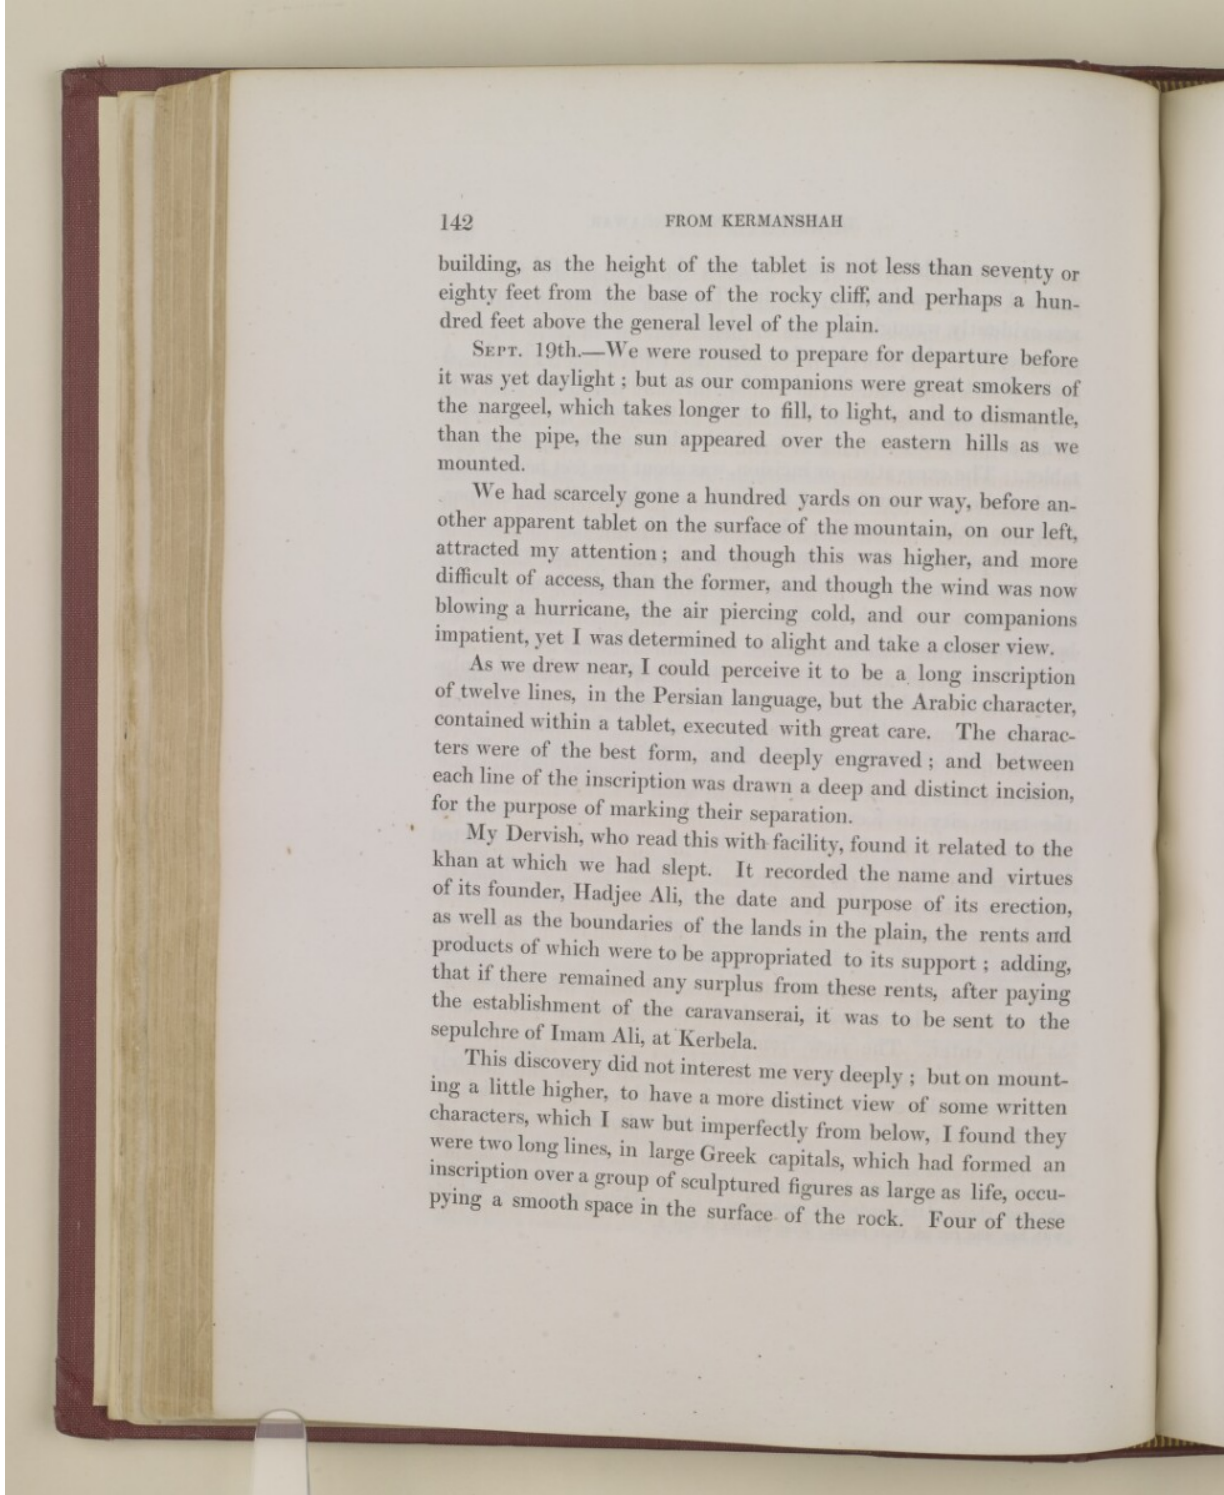 142 FROM KERMANSHAH
building, as the height of the tablet is not less than seventy or
eighty feet from the base of the rocky cliff, and perhaps a hun-
dred feet above the general level of the plain.
SEPT. 19th.—We were roused to prepare for departure before
it was yet daylight; but as our companions were great smokers of
the nargeel, which takes longer to fill, to light, and to dismantle,
than the pipe, the sun appeared over the eastern hills as we
mounted.
We had scarcely gone a hundred yards on our way, before an-
other apparent tablet on the surface of the mountain, on our left,
attracted my attention; and though this was higher, and more
difficult of access, than the former, and though the wind was now
blowing a hurricane, the air piercing cold, and our companions
impatient, yet I was determined to alight and take a closer view.
As we drew near, I could perceive it to be a long inscription
of twelve lines, in the Persian language, but the Arabic character,
contained within a tablet, executed with great care. The charac-
ters were of the best form, and deeply engraved; and between
each line of the inscription was drawn a deep and distinct incision,
for the purpose of marking their separation.
My Dervish, who read this with facility, found it related to the
khan at which we had slept. It recorded the name and virtues
of its founder, Hadjee Ali, the date and purpose of its erection,
as well as the boundaries of the lands in the plain, the rents and
products of which were to be appropriated to its support; adding,
that if there remained any surplus from these rents, after paying
the establishment of the caravanserai, it was to be sent to the
sepulchre of Imam Ali, at Kerbela.
This discovery did not interest me very deeply; but on mount-
ing a little higher, to have a more distinct view of some written
characters, which I saw but imperfectly from below, I found they
were two long lines, in large Greek capitals, which had formed an
inscription over a group of sculptured figures as large as life, occu-
pying a smooth space in the surface of the rock. Four of these